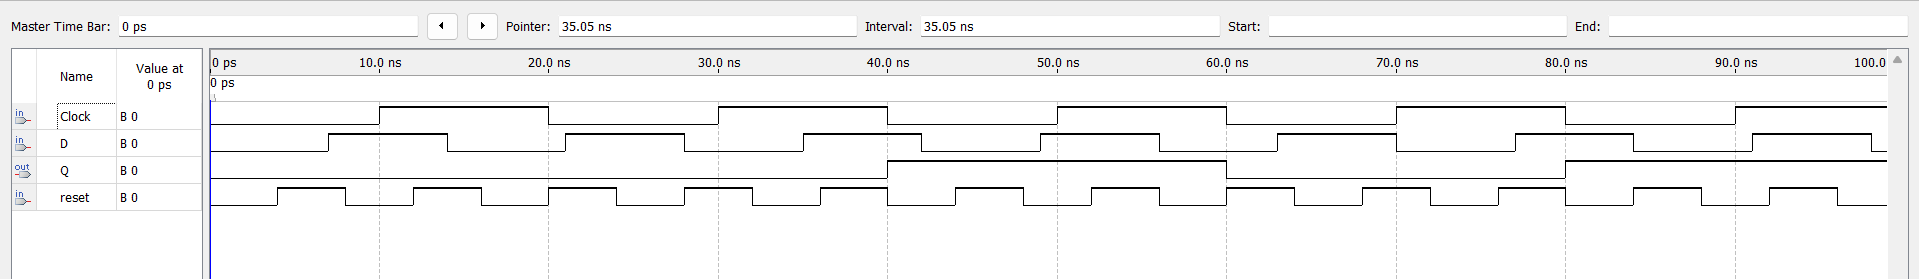 Master Time Bar: 0 ps Pointer: 35.05 ns Interval: 35.05 ns Start: End:
Name Value at 0 ps
0 ps 10.0 ns 20.0 ns 30.0 ns 40.0 ns 50.0 ns 60.0 ns 70.0 ns 80.0 ns 90.0 ns 100.0
0 ps
in Clock B 0
in D B 0
out Q B 0
in reset B 0